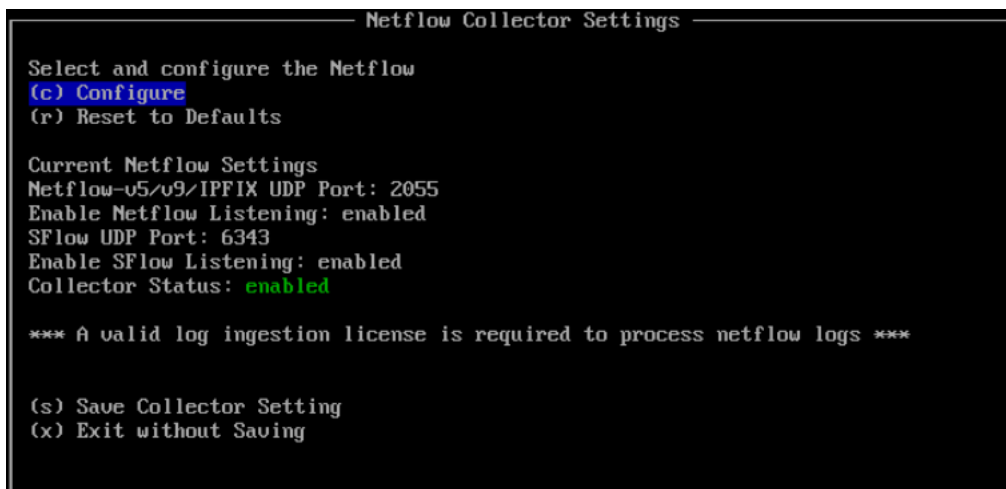 Netflow Collector Settings
Select and configure the Netflow
(c) Configure
(r) Reset to Defaults
Current Netflow Settings
Netflow-v5/v9/IPFIX UDP Port: 2055
Enable Netflow Listening: enabled
SFlow UDP Port: 6343
Enable SFlow Listening: enabled
Collector Status: enabled
*** A valid log ingestion license is required to process netflow logs ***
(s) Save Collector Setting
(x) Exit without Saving